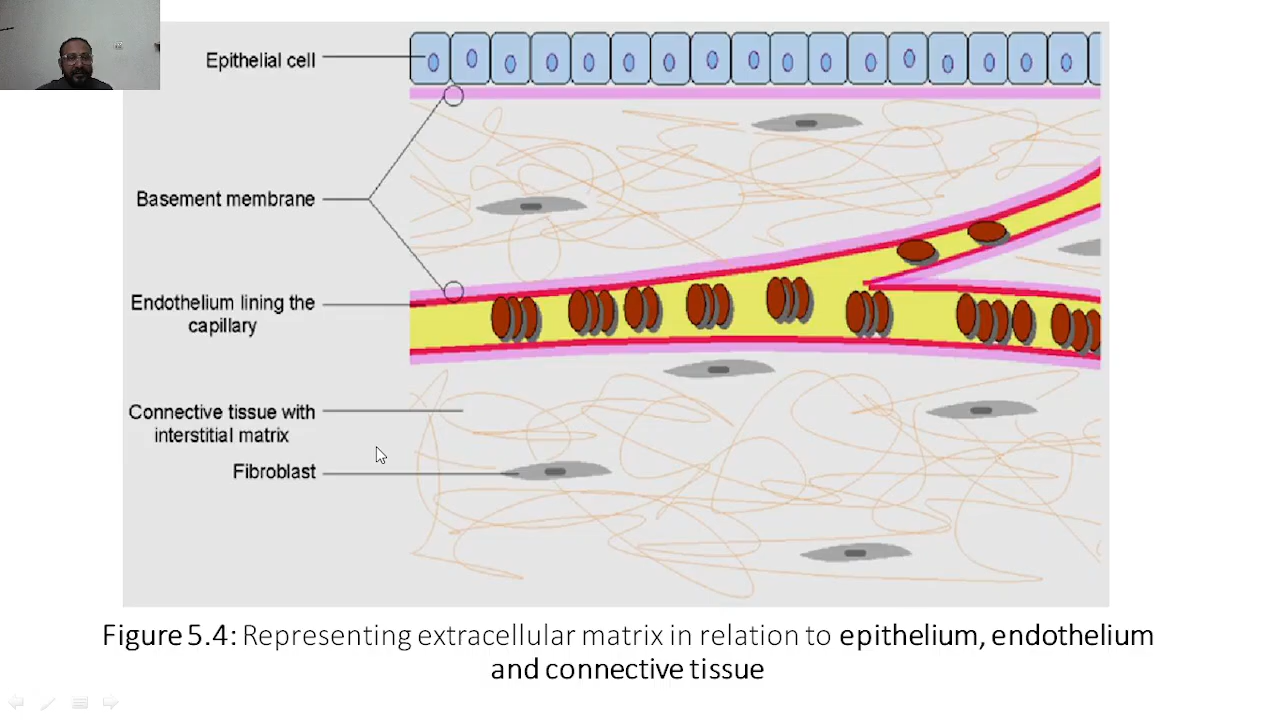 Epithelial cell
Basement membrane
Endothelium lining the
capillary
Connective tissue with
interstitial matrix
Fibroblast
Figure 5.4: Representing extracellular matrix in relation to epithelium, endothelium
and connective tissue